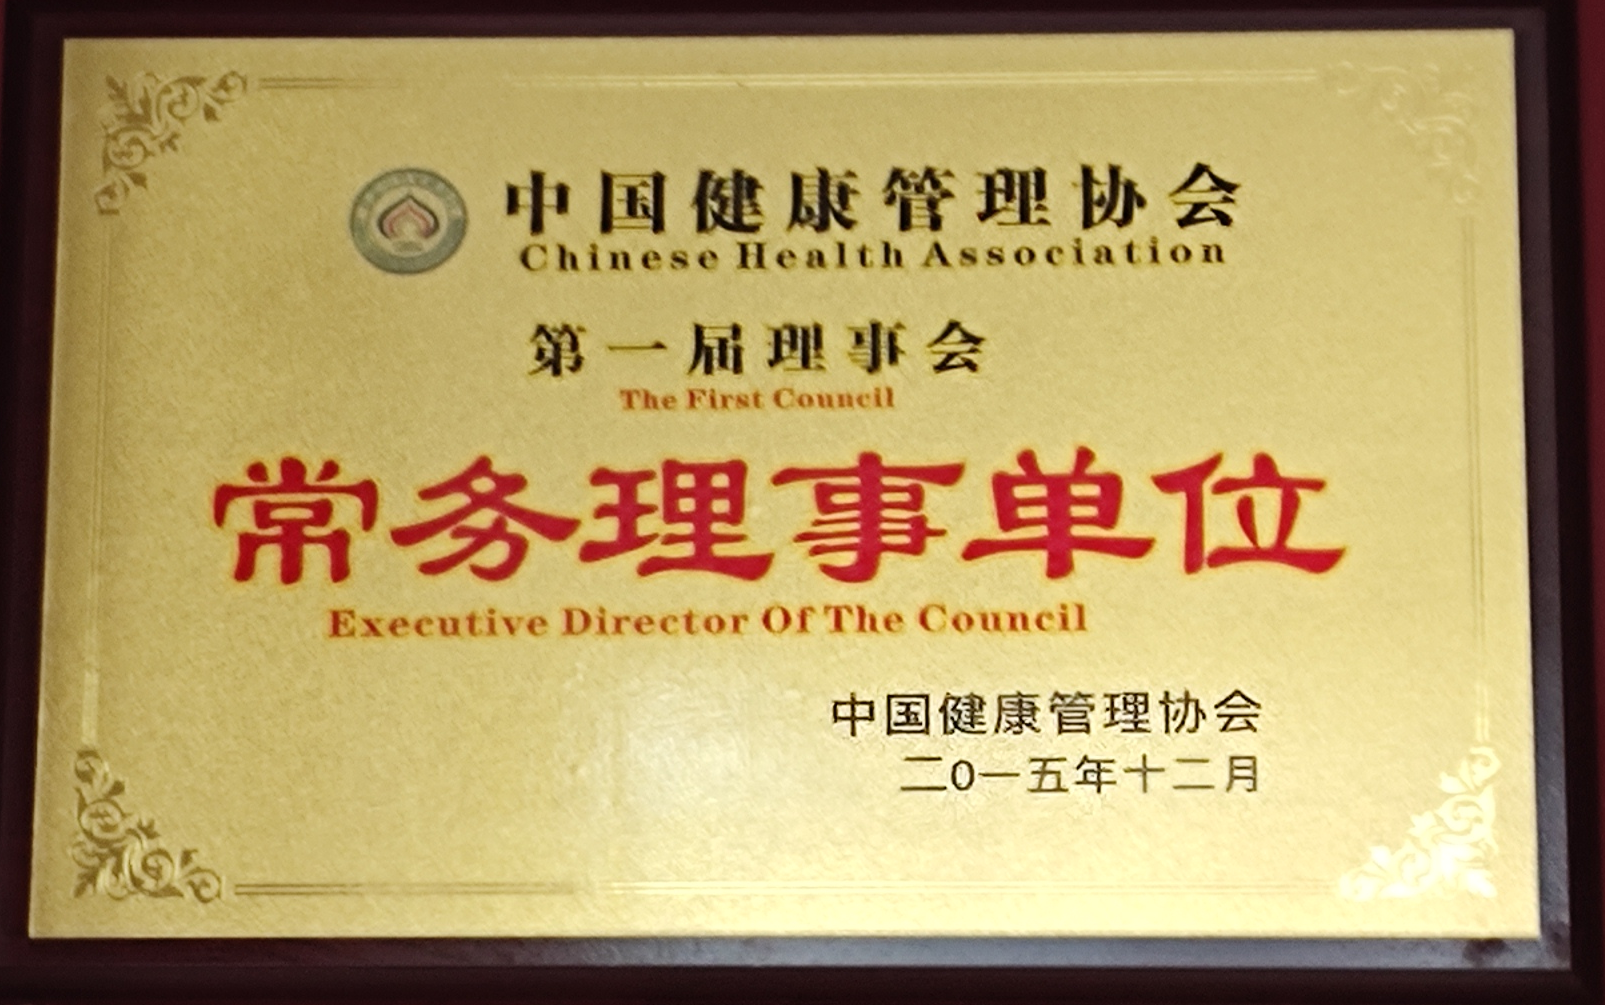 中国健康管理协会
Chinese Health Association
第一届理事会
The First Council
常务理事单位
Executive Director Of The Council
中国健康管理协会
二0一五年十二月